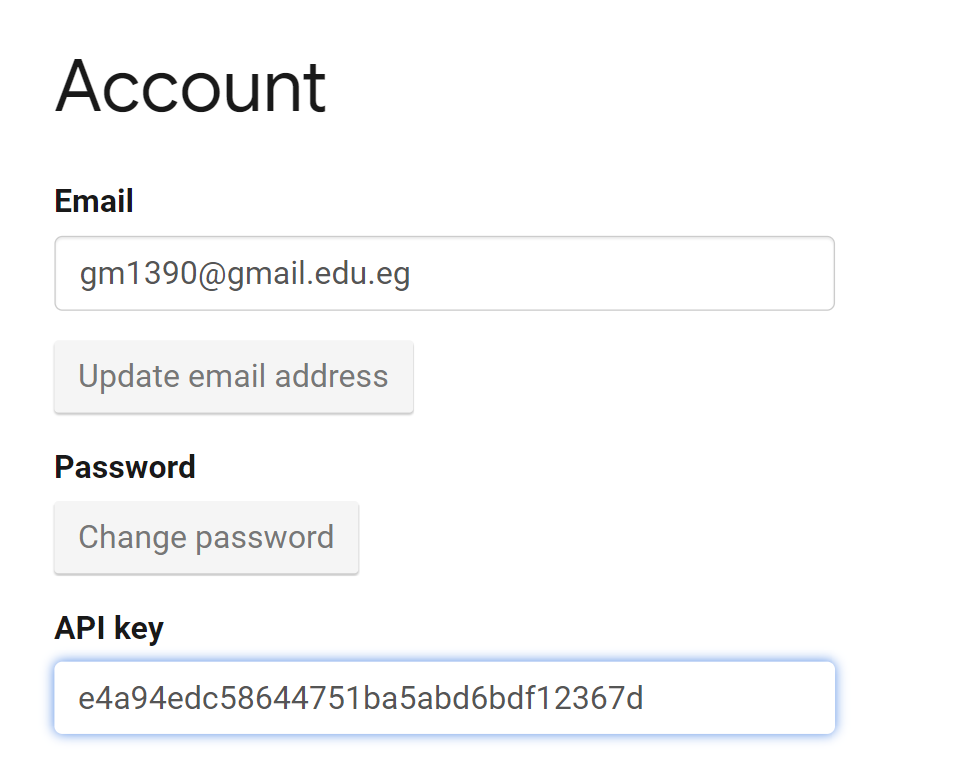 Account
Email
gm1390@gmail.edu.eg
Update email address
Password
Change password
API key
e4a94edc58644751ba5abd6bdf12367d